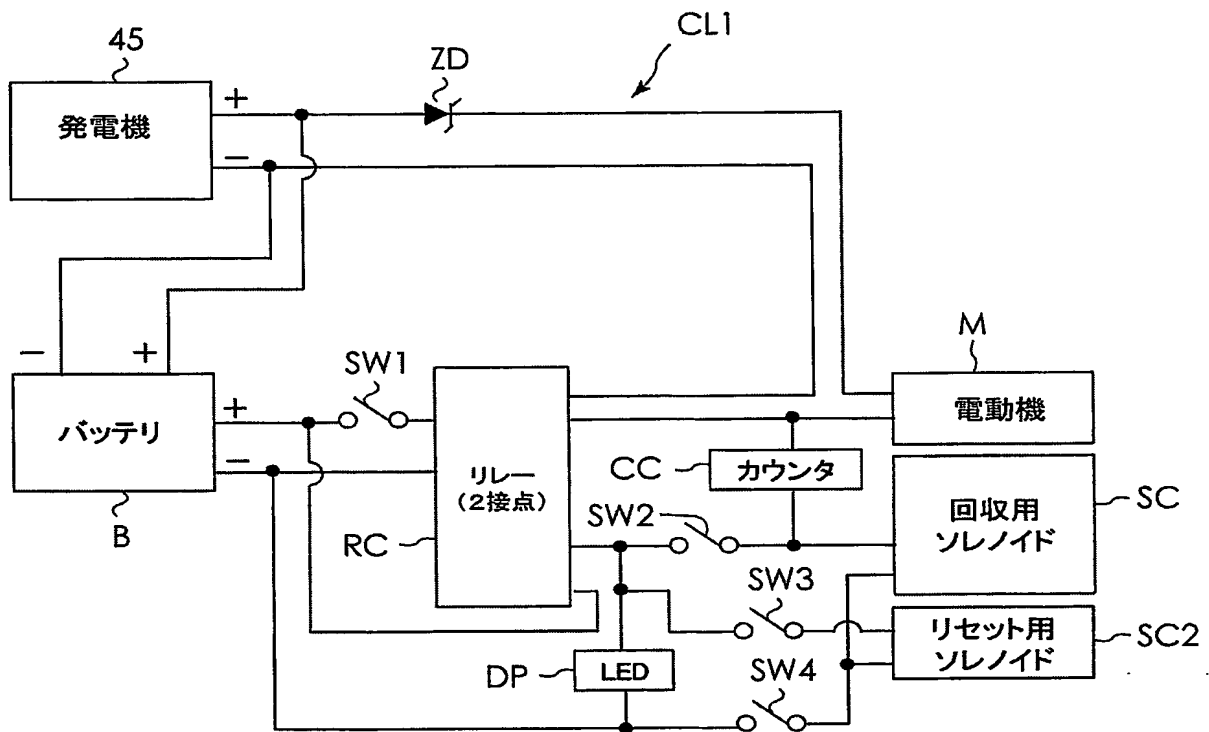 CL1
45
ZD
発電機
+
−
−
+
SW1
M
バッテリ
+
−
リレー
(2接点)
電動機
CC
カウンタ
B
RC
SW2
回収用
ソレノイド
SC
SW3
リセット用
ソレノイド
SC2
DP
LED
SW4